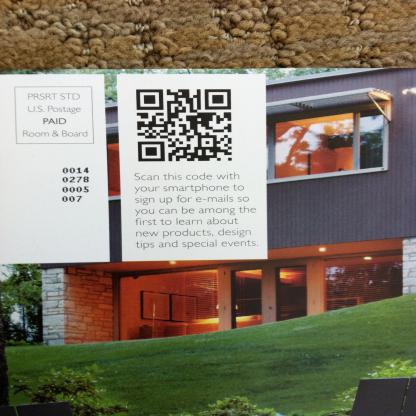 PRSRT STD
U.S. Postage
PAID
Room & Board
0014
0278
0005
007
Scan this code with
your smartphone to
sign up for e-mails so
you can be among the
first to learn about
new products, design
tips and special events.